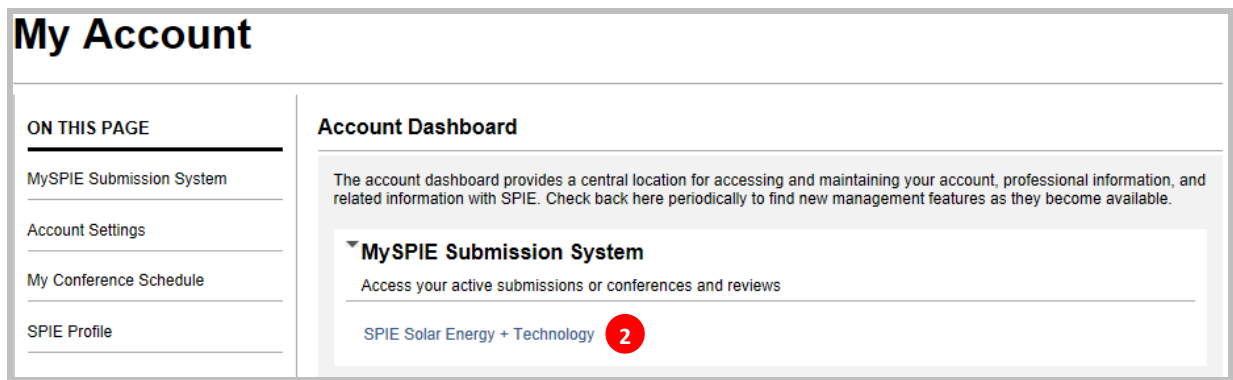 My Account
ON THIS PAGE
MySPIE Submission System
Account Settings
My Conference Schedule
SPIE Profile
Account Dashboard
The account dashboard provides a central location for accessing and maintaining your account, professional information, and
related information with SPIE. Check back here periodically to find new management features as they become available.
MySPIE Submission System
Access your active submissions or conferences and reviews
SPIE Solar Energy + Technology 2